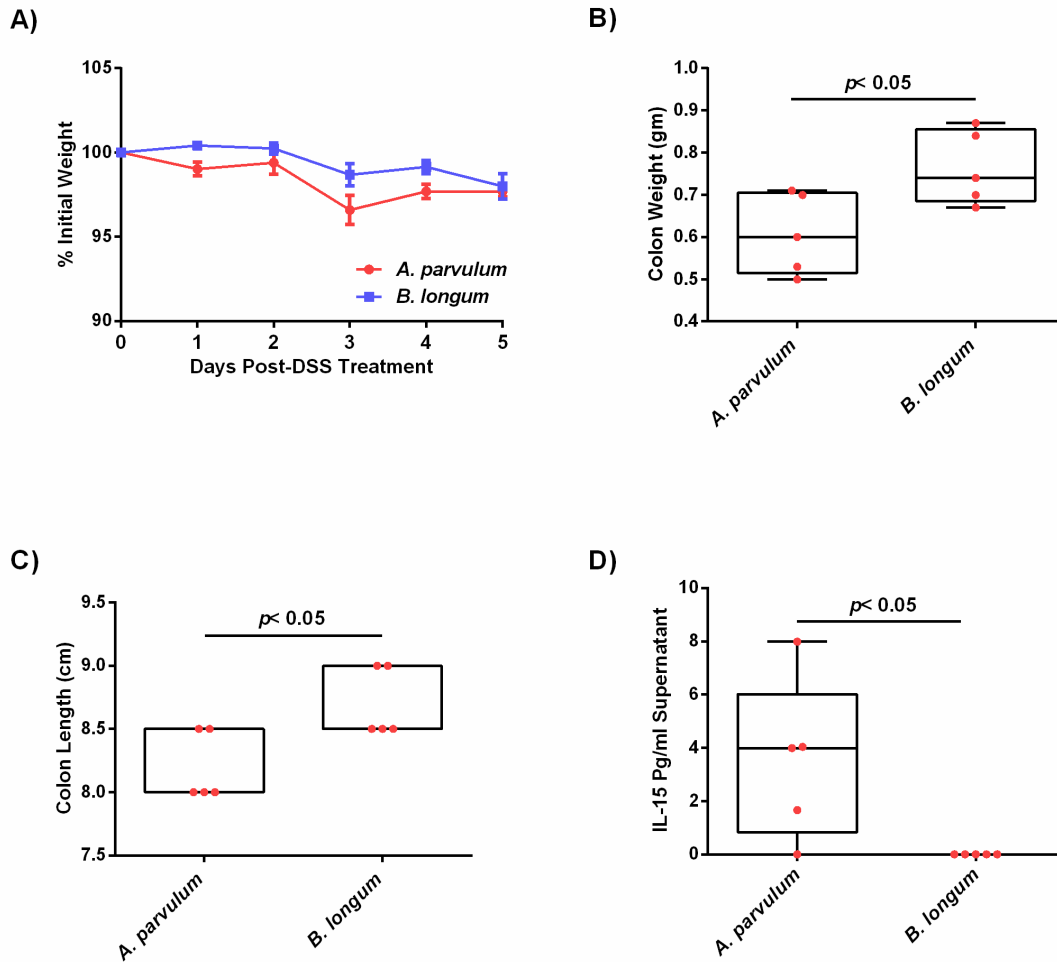 A)
105
100
95
90
% Initial Weight
A. parvulum
B. longum
0 1 2 3 4 5
Days Post-DSS Treatment
B)
1.0
0.9
0.8
0.7
0.6
0.5
0.4
Colon Weight (gm)
p< 0.05
A. parvulum
B. longum
C)
9.5
9.0
8.5
8.0
7.5
Colon Length (cm)
p< 0.05
A. parvulum
B. longum
D)
10
8
6
4
2
0
IL-15 Pg/ml Supernatant
p< 0.05
A. parvulum
B. longum